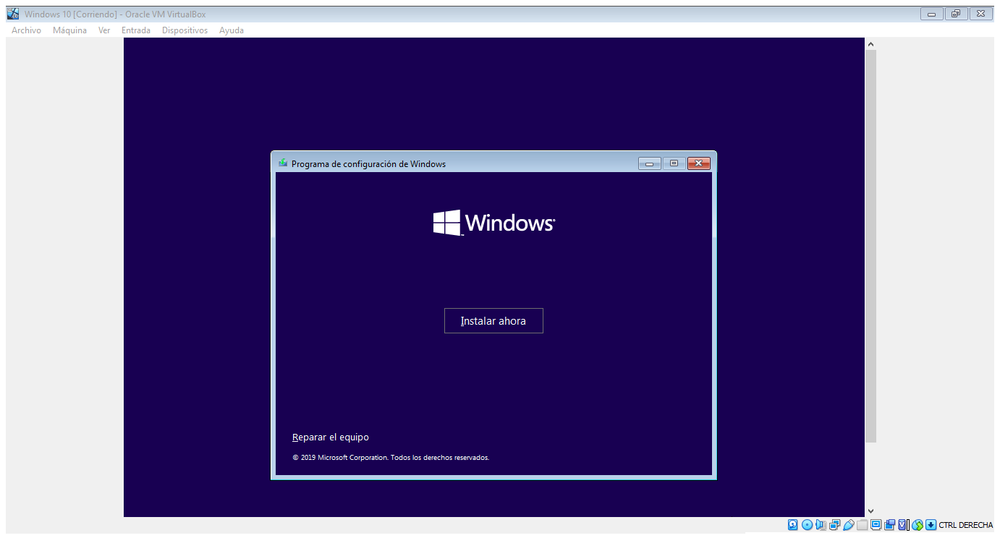 Windows 10 [Corriendo] - Oracle VM VirtualBox
Archivo Máquina Ver Entrada Dispositivos Ayuda
Programa de configuración de Windows
Windows
Instalar ahora
Reparar el equipo
© 2019 Microsoft Corporation. Todos los derechos reservados.
CTRL DERECHA